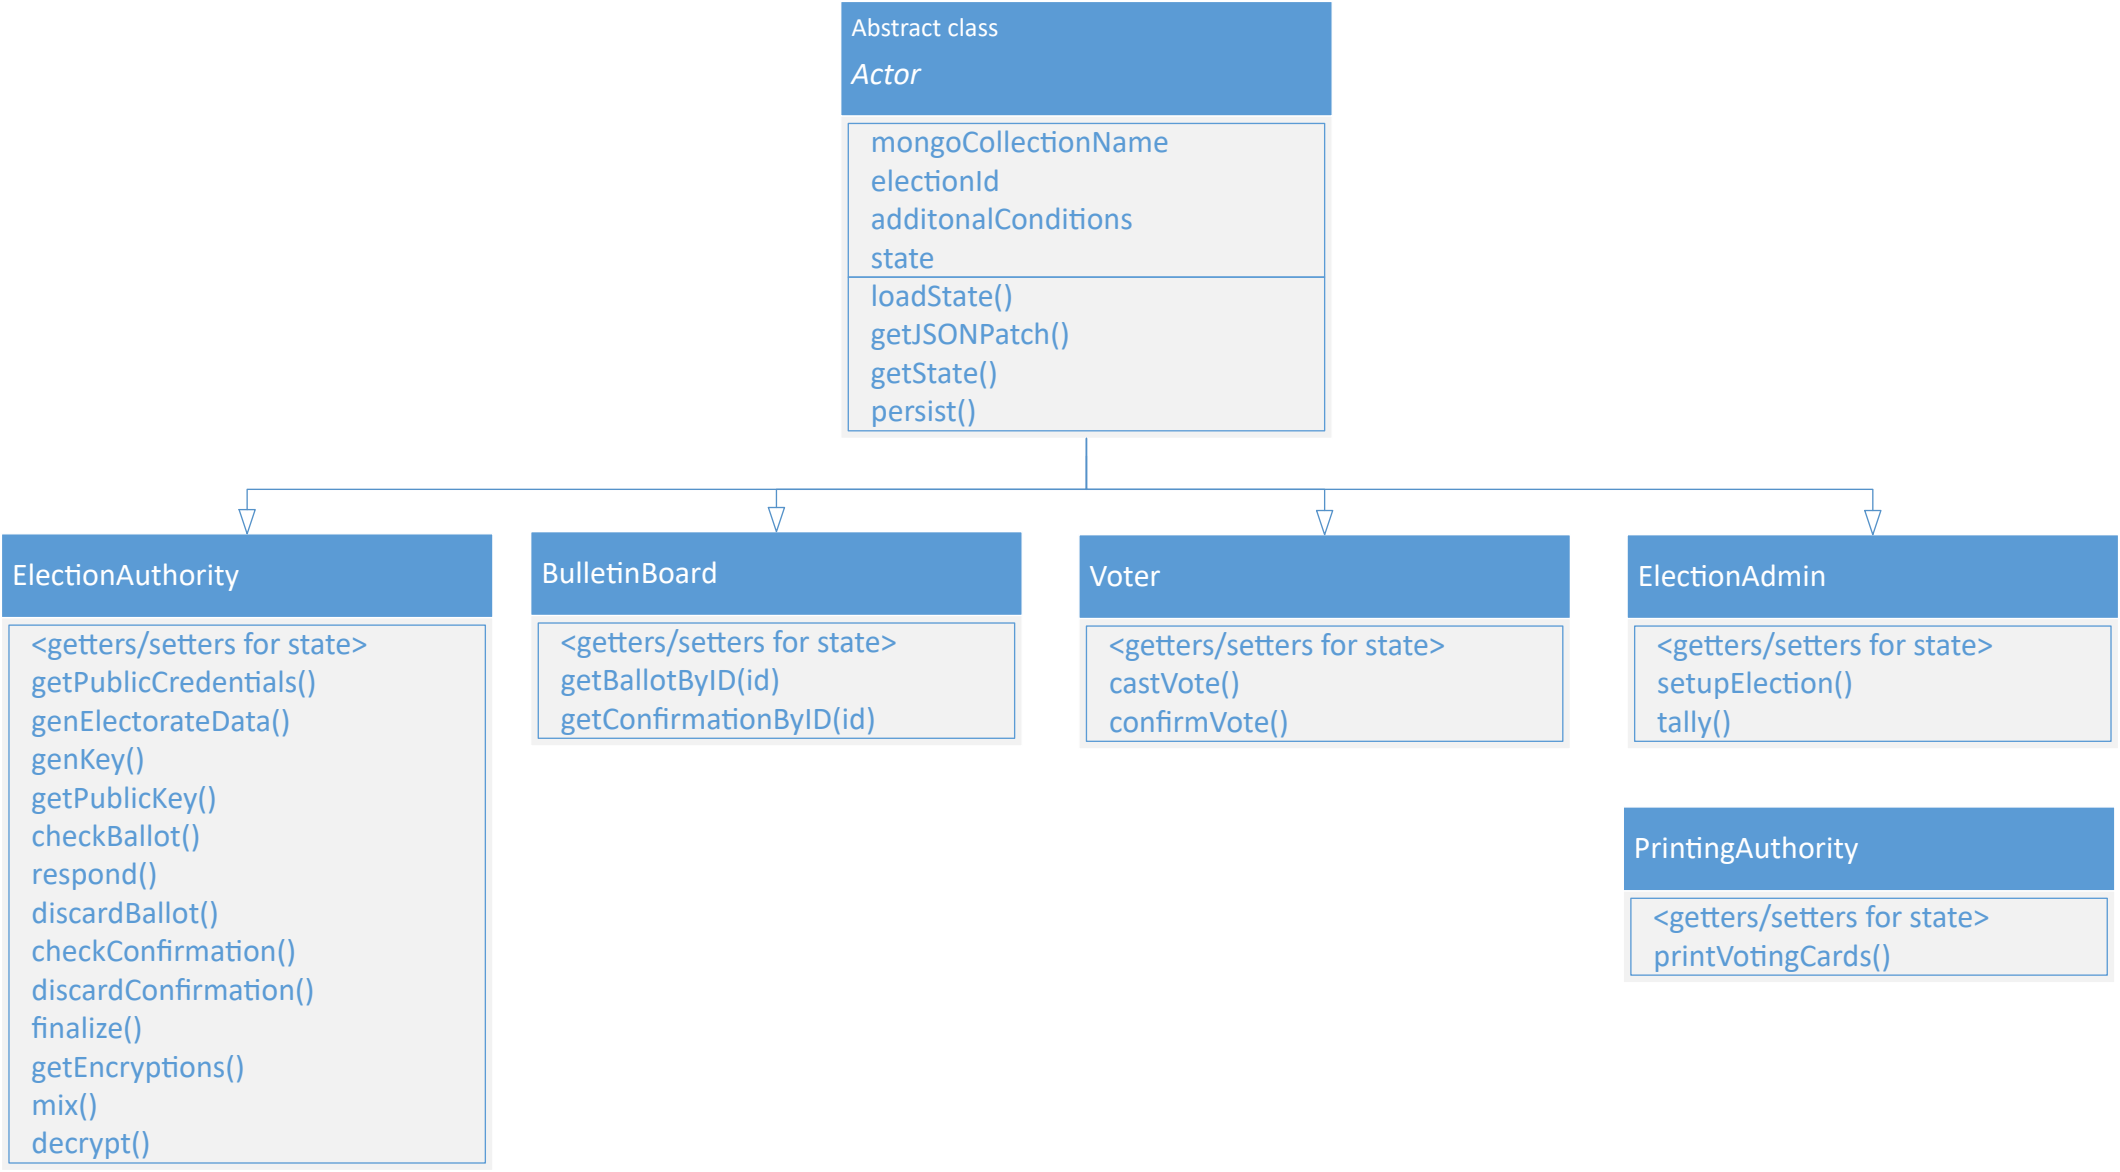 Abstract class
Actor
mongoCollectionName
electionId
additonalConditions
state
loadState()
getJSONPatch()
getState()
persist()
ElectionAuthority
<getters/setters for state>
getPublicCredentials()
genElectorateData()
genKey()
getPublicKey()
checkBallot()
respond()
discardBallot()
checkConfirmation()
discardConfirmation()
finalize()
getEncryptions()
mix()
decrypt()
BulletinBoard
<getters/setters for state>
getBallotByID(id)
getConfirmationByID(id)
Voter
<getters/setters for state>
castVote()
confirmVote()
ElectionAdmin
<getters/setters for state>
setupElection()
tally()
PrintingAuthority
<getters/setters for state>
printVotingCards()